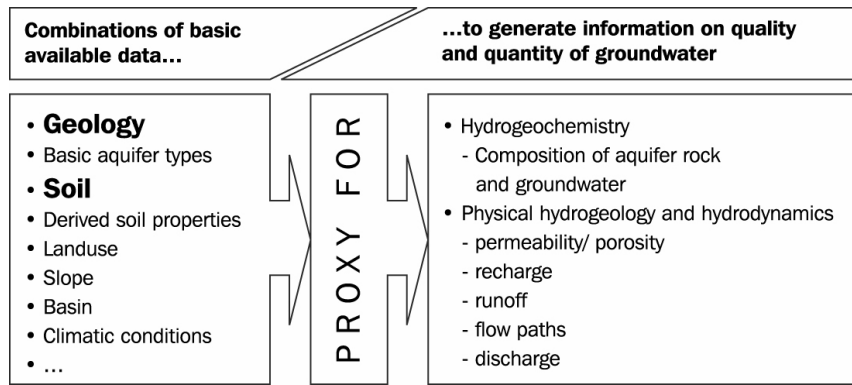 Combinations of basic
available data…
…to generate information on quality
and quantity of groundwater
• Geology
• Basic aquifer types
• Soil
• Derived soil properties
• Landuse
• Slope
• Basin
• Climatic conditions
• …
PROXY FOR
• Hydrogeochemistry
- Composition of aquifer rock
and groundwater
• Physical hydrogeology and hydrodynamics
- permeability/ porosity
- recharge
- runoff
- flow paths
- discharge